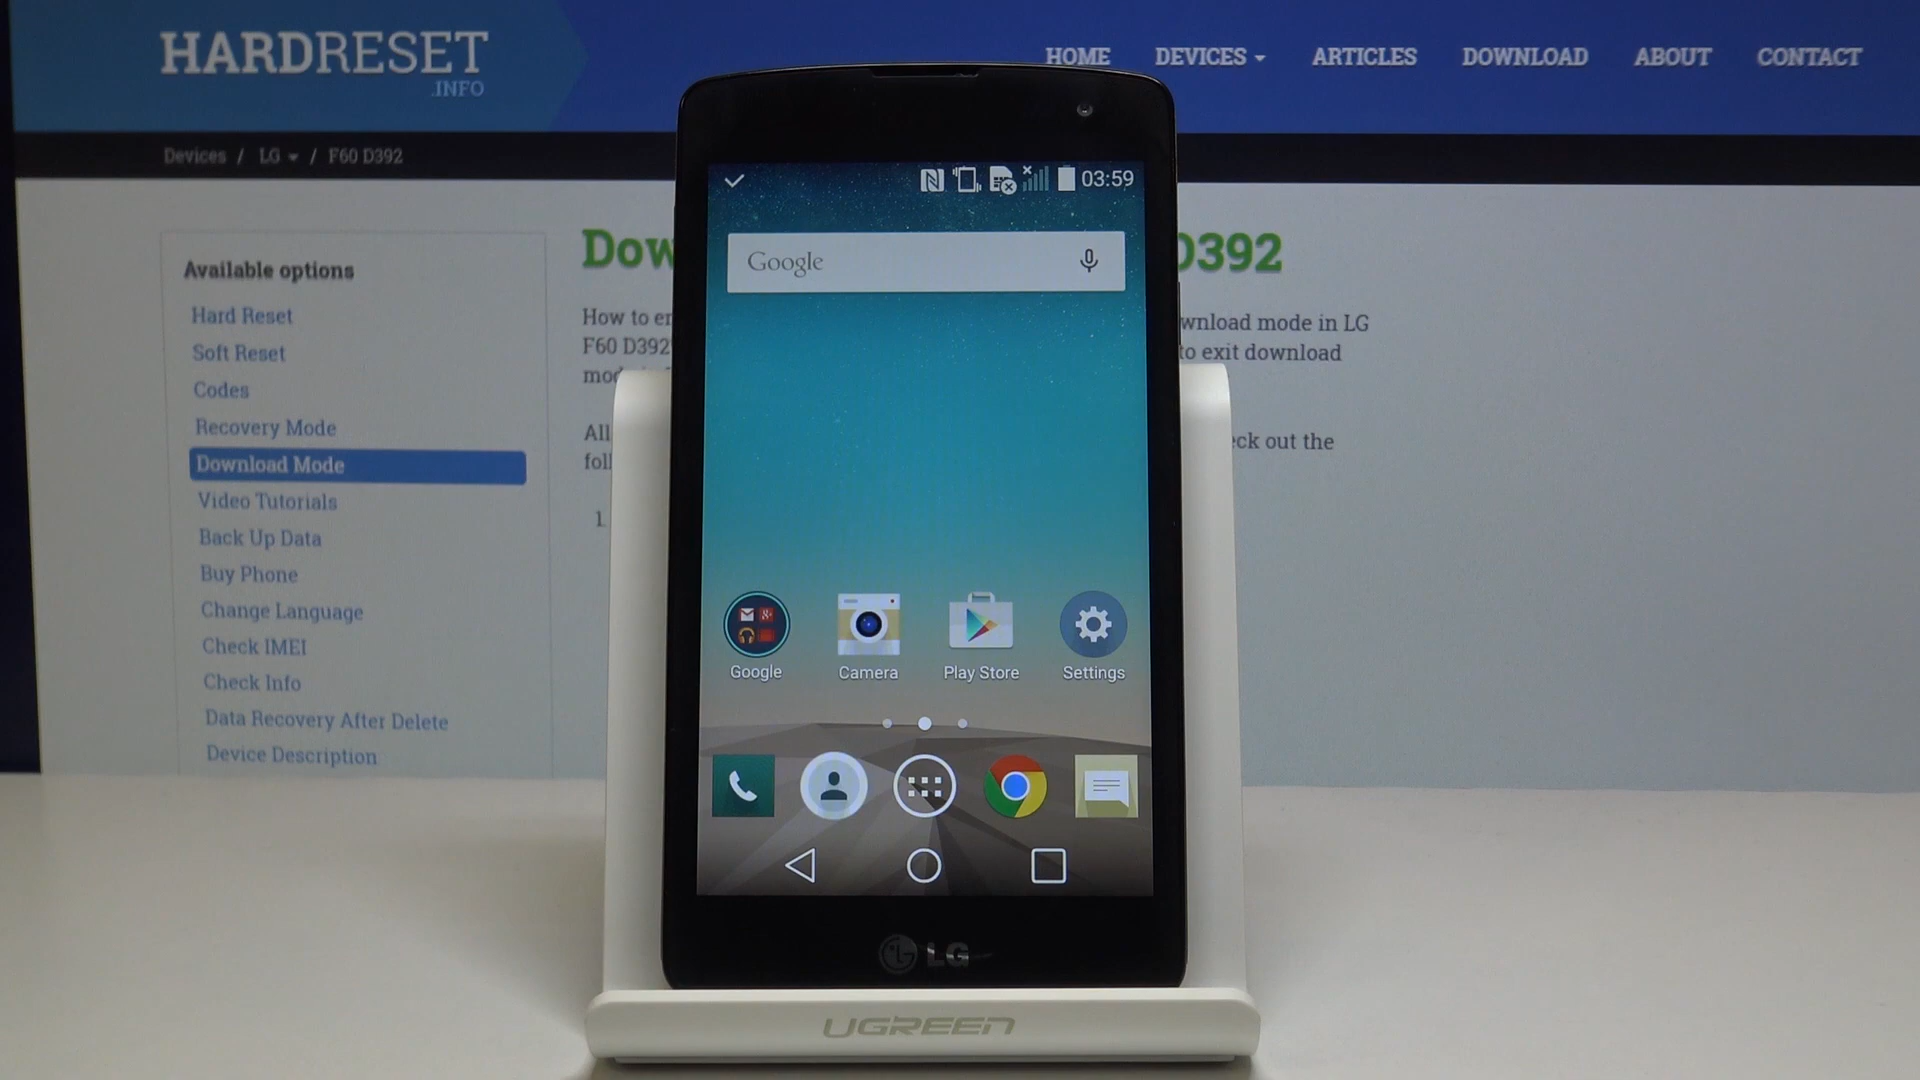 HARDRESET
.INFO
HOME DEVICES ARTICLES DOWNLOAD ABOUT CONTACT
Devices / LG / F60 D392
Available options
Hard Reset
Soft Reset
Codes
Recovery Mode
Download Mode
Video Tutorials
Back Up Data
Buy Phone
Change Language
Check IMEI
Check Info
Data Recovery After Delete
Device Description
D392
How to
wnload mode in LG
F60 D392
to exit download
All
eck out the
1.
03:59
Google
Google
Camera
Play Store
Settings
LG
UGREEN